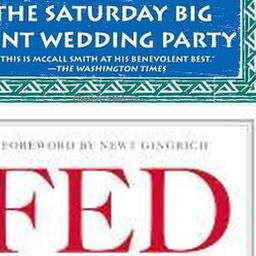 THE SATURDAY BIG
NT WEDDING PARTY
THIS IS MCCALL SMITH AT HIS BENEVOLENT BEST."
—THE WASHINGTON TIMES
FOREWORD BY NEWT GINGRICH
FED